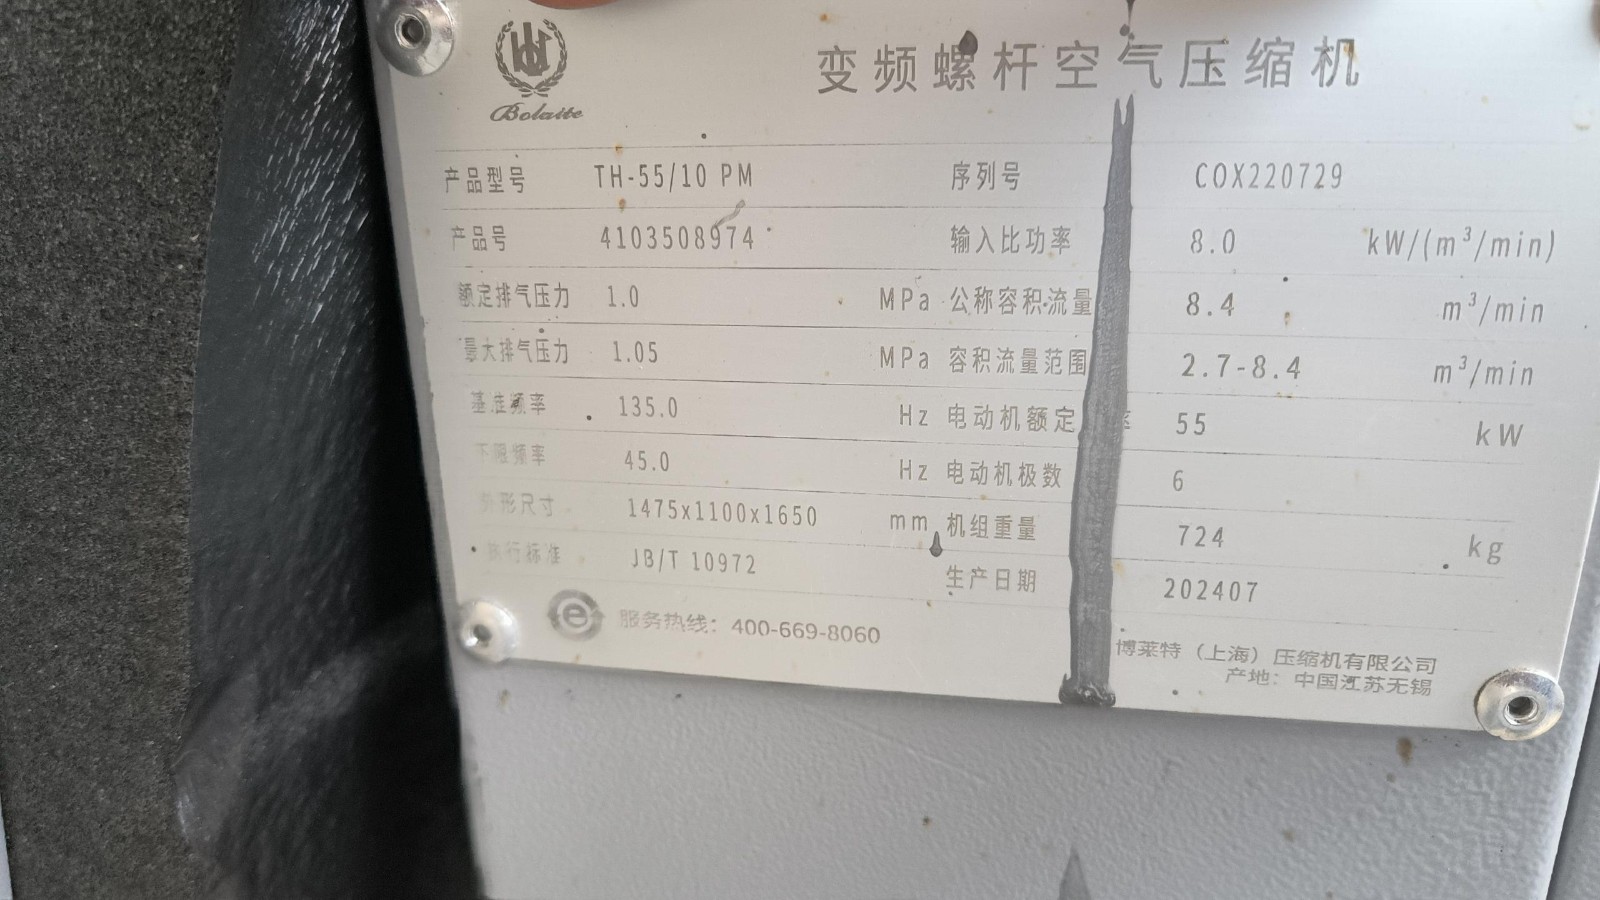 Bolaite
变频螺杆空气压缩机
产品型号 TH-55/10 PM 序列号 COX220729
产品号 4103508974 输入比功率 8.0 kW/(m³/min)
额定排气压力 1.0 MPa 公称容积流量 8.4 m³/min
最大排气压力 1.05 MPa 容积流量范围 2.7-8.4 m³/min
基准频率 135.0 Hz 电动机额定 率 55 kW
下限频率 45.0 Hz 电动机极数 6
外形尺寸 1475x1100x1650 mm 机组重量 724 kg
执行标准 JB/T 10972 生产日期 202407
e 服务热线：400-669-8060
博莱特（上海）压缩机有限公司
产地：中国江苏无锡